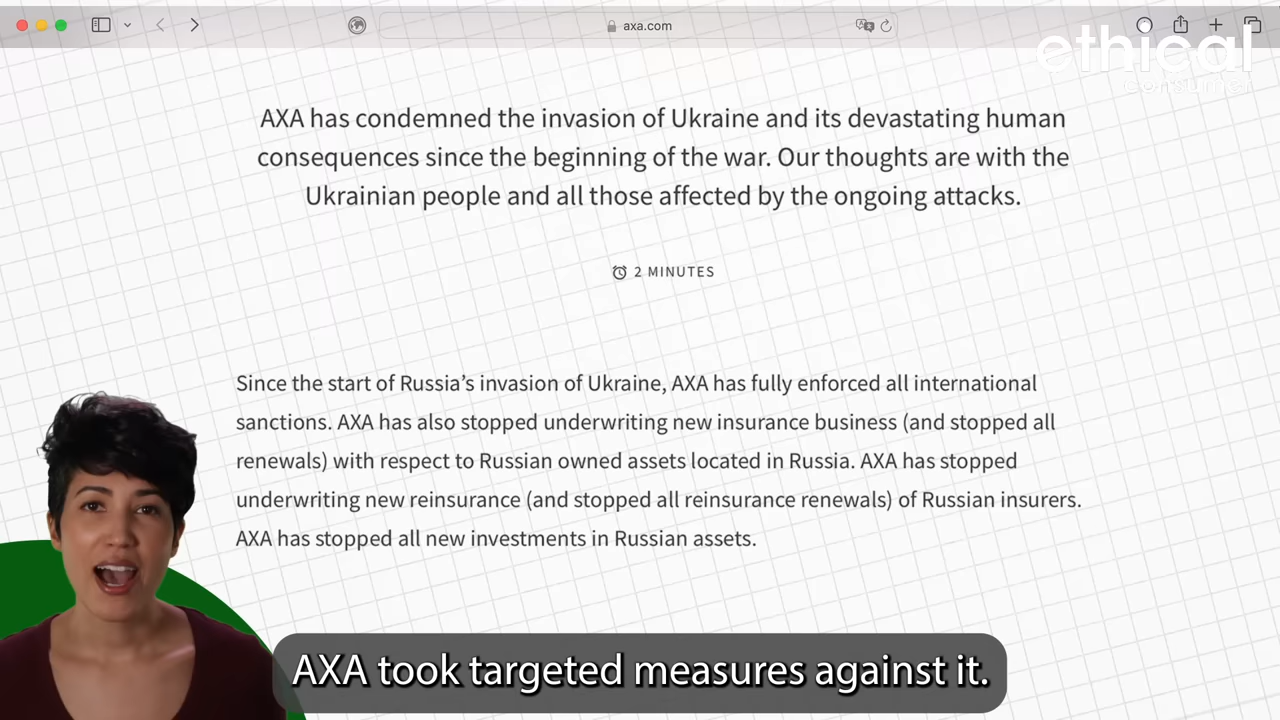 axa.com
ethical
consumer
AXA has condemned the invasion of Ukraine and its devastating human
consequences since the beginning of the war. Our thoughts are with the
Ukrainian people and all those affected by the ongoing attacks.
2 MINUTES
Since the start of Russia’s invasion of Ukraine, AXA has fully enforced all international
sanctions. AXA has also stopped underwriting new insurance business (and stopped all
renewals) with respect to Russian owned assets located in Russia. AXA has stopped
underwriting new reinsurance (and stopped all reinsurance renewals) of Russian insurers.
AXA has stopped all new investments in Russian assets.
AXA took targeted measures against it.